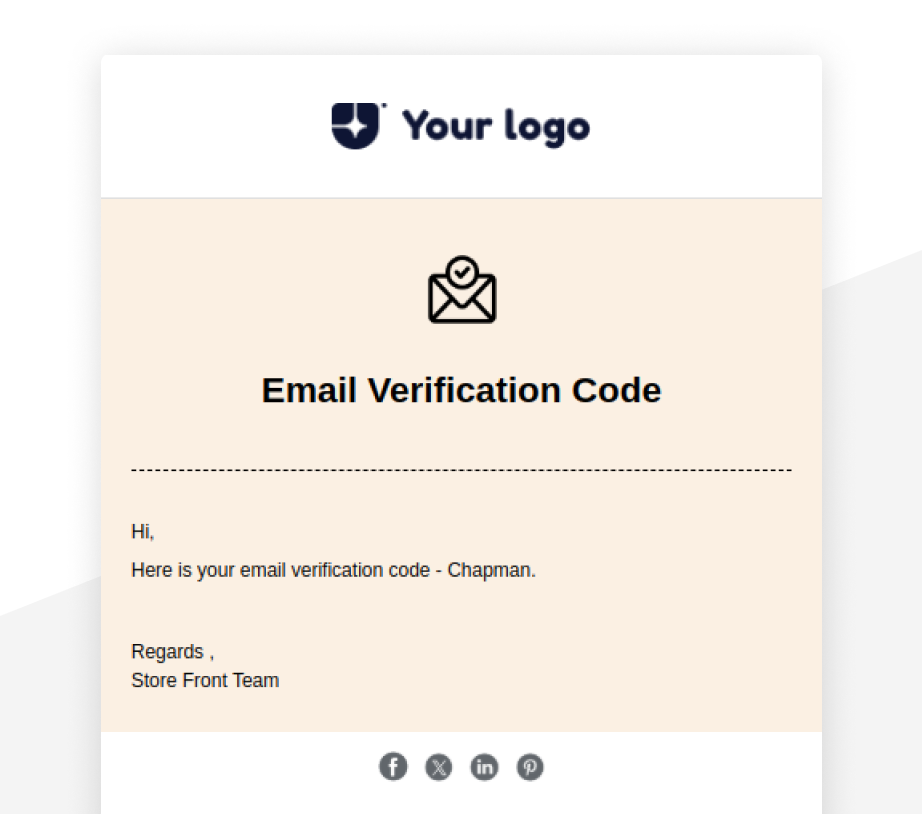 Your logo
Email Verification Code
Hi,
Here is your email verification code - Chapman.
Regards ,
Store Front Team